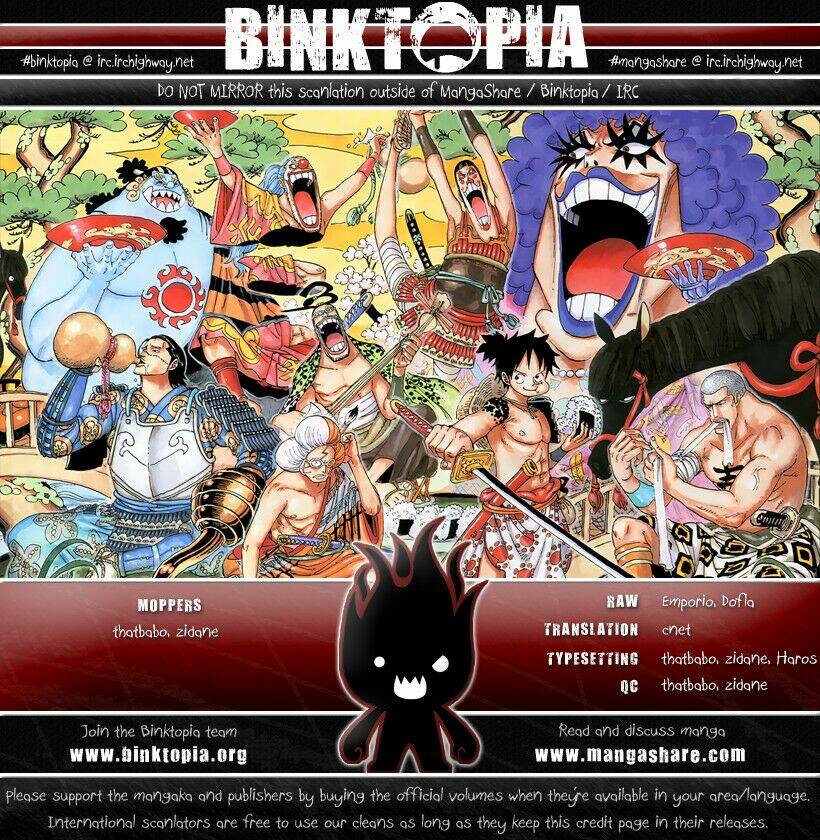 BINKTOPIA
#binktopia @ irc.irchighway.net
#mangashare @ irc.irchighway.net
DO NOT MIRROR this scanlation outside of MangaShare / Binktopia / IRC
MOPPERS
thatbabo, zidane
RAW Emporio, Dofla
TRANSLATION cnet
TYPESETTING thatbabo, zidane, Haros
QC thatbabo, zidane
Join the Binktopia team
www.binktopia.org
Read and discuss manga
www.mangashare.com
Please support the mangaka and publishers by buying the official volumes when they're available in your area/language.
International scanlators are free to use our cleans as long as they keep this credit page in their releases.